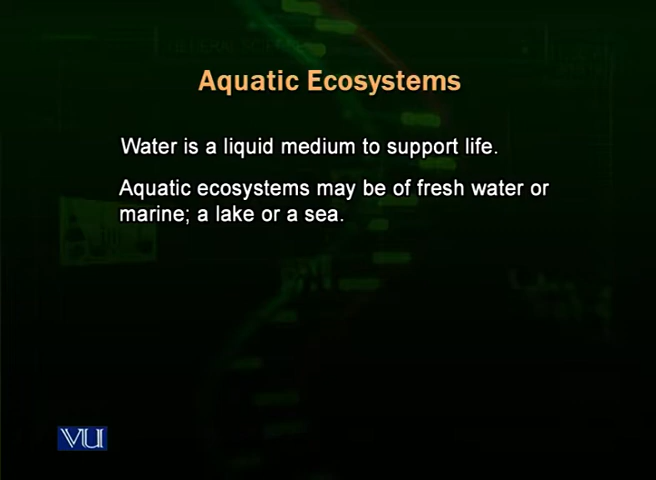 Aquatic Ecosystems
Water is a liquid medium to support life.
Aquatic ecosystems may be of fresh water or
marine; a lake or a sea.
VU